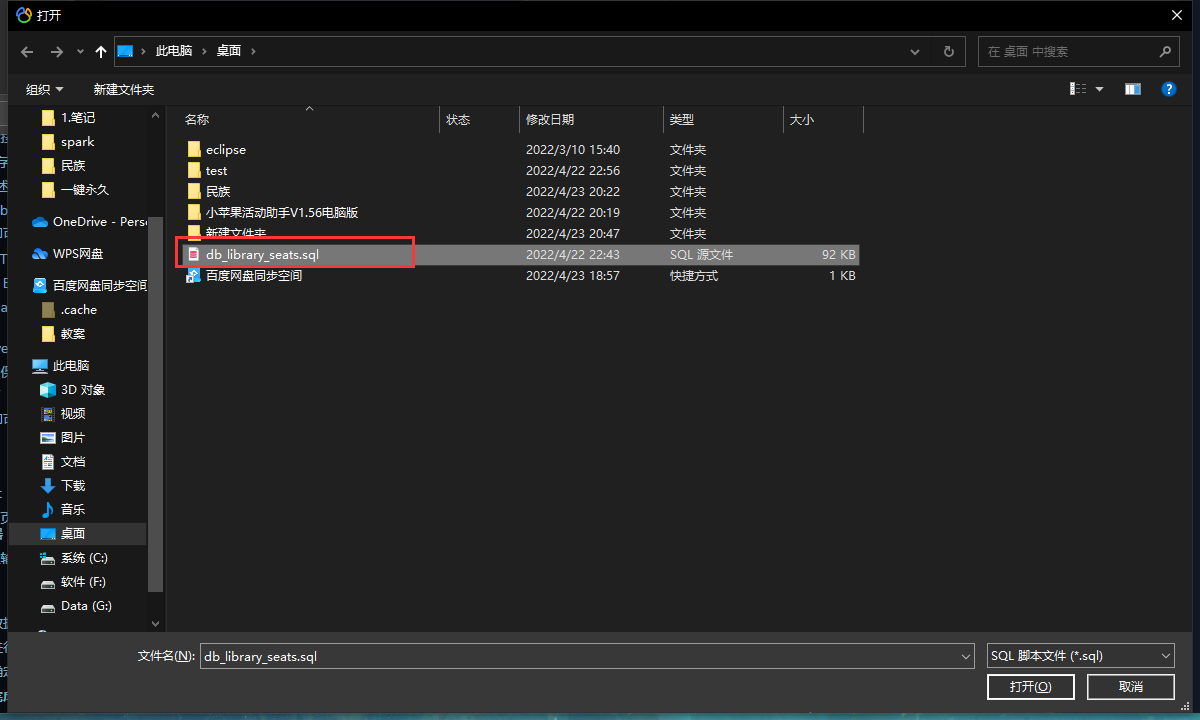 打开
此电脑 桌面
在 桌面 中搜索
组织 新建文件夹
1.笔记
spark
民族
一键永久
OneDrive - Pers
WPS网盘
百度网盘同步空间
.cache
教案
此电脑
3D 对象
视频
图片
文档
下载
音乐
桌面
系统 (C:)
软件 (F:)
Data (G:)
名称 状态 修改日期 类型 大小
eclipse 2022/3/10 15:40 文件夹
test 2022/4/22 22:56 文件夹
民族 2022/4/23 20:22 文件夹
小苹果活动助手V1.56电脑版 2022/4/22 20:19 文件夹
新建文件夹 2022/4/23 20:47 文件夹
db_library_seats.sql 2022/4/22 22:43 SQL 源文件 92 KB
百度网盘同步空间 2022/4/23 18:57 快捷方式 1 KB
文件名(N): db_library_seats.sql SQL 脚本文件 (*.sql)
打开(O) 取消